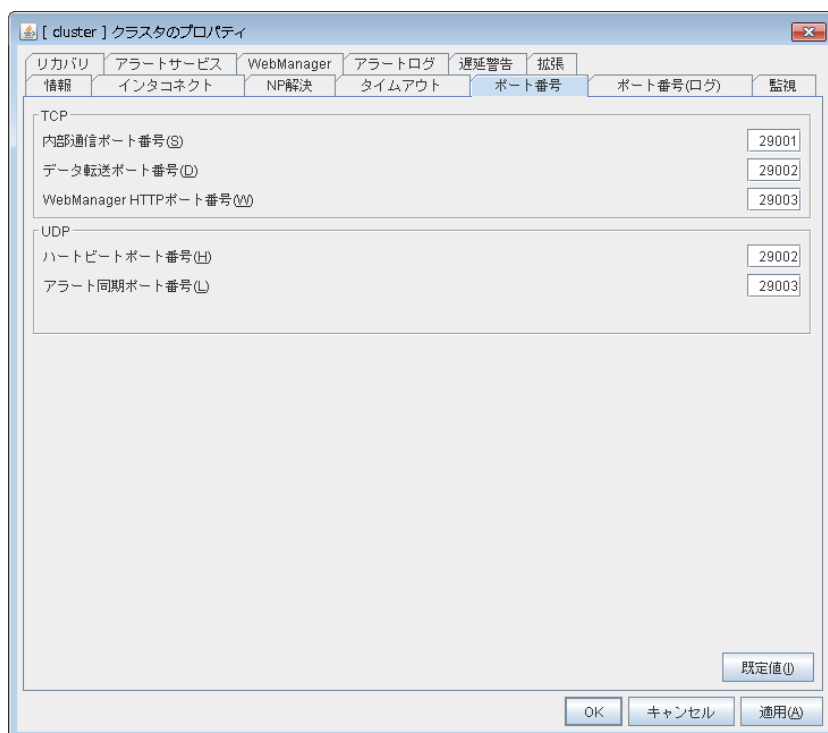 [ cluster ] クラスタのプロパティ
リカバリ アラートサービス WebManager アラートログ 遅延警告 拡張
情報 インタコネクト NP解決 タイムアウト ポート番号 ポート番号(ログ) 監視
TCP
内部通信ポート番号(S) 29001
データ転送ポート番号(D) 29002
WebManager HTTPポート番号(W) 29003
UDP
ハートビートポート番号(H) 29002
アラート同期ポート番号(L) 29003
既定値(I)
OK キャンセル 適用(A)